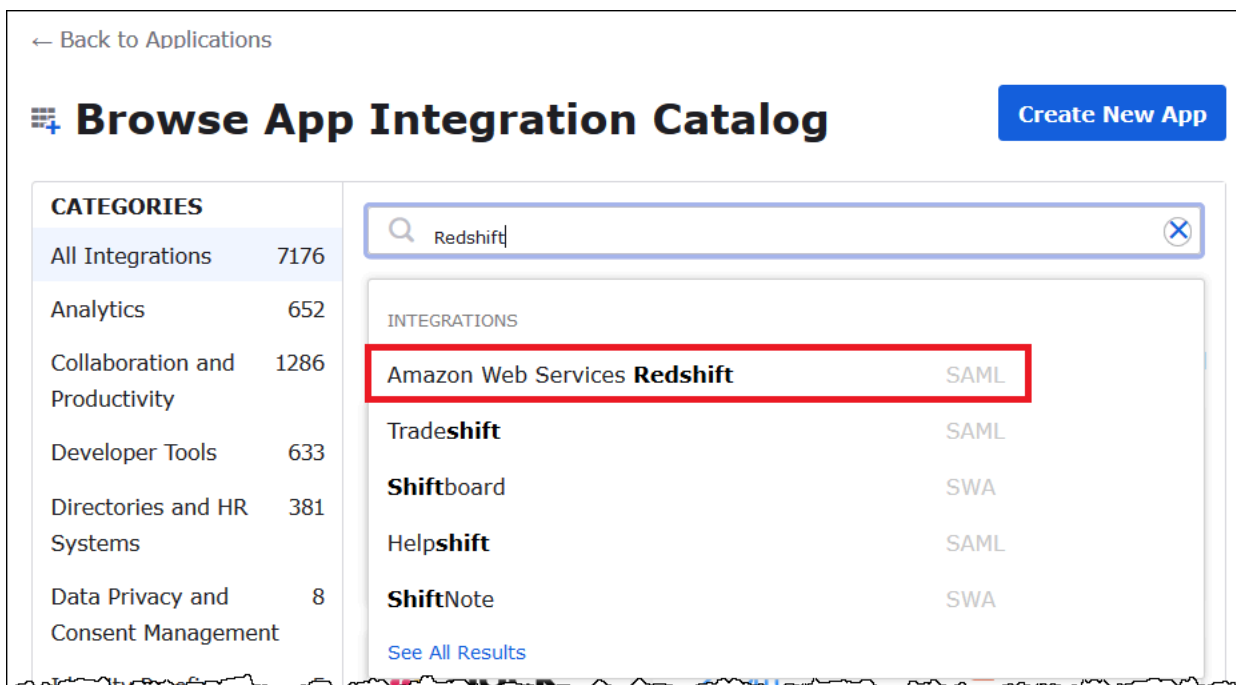 ← Back to Applications
Browse App Integration Catalog
Create New App
CATEGORIES
All Integrations 7176
Analytics 652
Collaboration and 1286
Productivity
Developer Tools 633
Directories and HR 381
Systems
Data Privacy and 8
Consent Management
Redshift
INTEGRATIONS
Amazon Web Services Redshift SAML
Tradeshift SAML
Shiftboard SWA
Helpshift SAML
ShiftNote SWA
See All Results